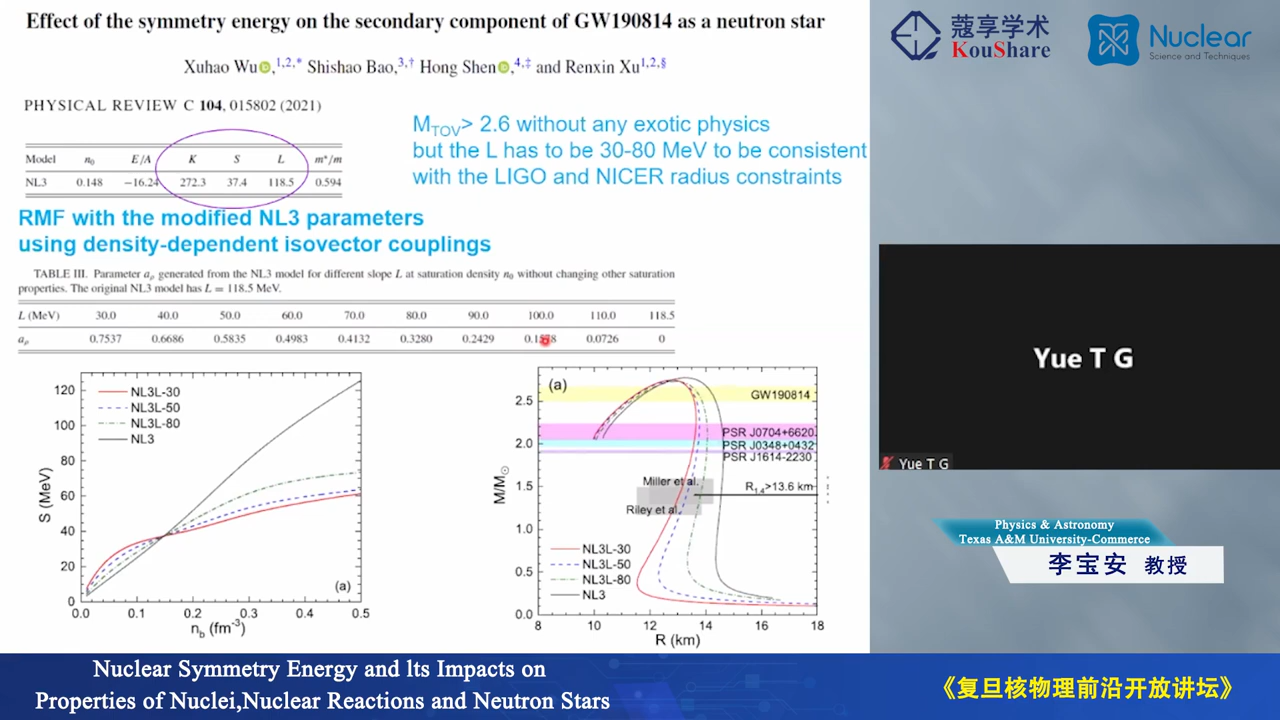 Effect of the symmetry energy on the secondary component of GW190814 as a neutron star
Xuhao Wu,1,2,* Shishao Bao,3,† Hong Shen,4,‡ and Renxin Xu1,2,§
PHYSICAL REVIEW C 104, 015802 (2021)
Model n0 E/A K S L m*/m
NL3 0.148 −16.24 272.3 37.4 118.5 0.594
MTOV> 2.6 without any exotic physics
but the L has to be 30-80 MeV to be consistent
with the LIGO and NICER radius constraints
RMF with the modified NL3 parameters
using density-dependent isovector couplings
TABLE III. Parameter aρ generated from the NL3 model for different slope L at saturation density n0 without changing other saturation
properties. The original NL3 model has L = 118.5 MeV.
L (MeV) 30.0 40.0 50.0 60.0 70.0 80.0 90.0 100.0 110.0 118.5
aρ 0.7537 0.6686 0.5835 0.4983 0.4132 0.3280 0.2429 0.0726 0
120
100
80
60
40
20
0
S (MeV)
NL3L-30
NL3L-50
NL3L-80
NL3
(a)
0.0 0.1 0.2 0.3 0.4 0.5
nb (fm-3)
(a)
2.5
2.0
1.5
1.0
0.5
0.0
M/M⊙
GW190814
PSR J0704+6620
PSR J0348+0432
PSR J1614-2230
Miller et al.
R1.4>13.6 km
Riley et al.
NL3L-30
NL3L-50
NL3L-80
NL3
8 10 12 14 16 18
R (km)
蔻享学术
KouShare
Nuclear
Science and Techniques
Yue T G
Yue T G
Physics & Astronomy
Texas A&M University-Commerce
李宝安 教授
Nuclear Symmetry Energy and lts Impacts on
Properties of Nuclei,Nuclear Reactions and Neutron Stars
《复旦核物理前沿开放讲坛》